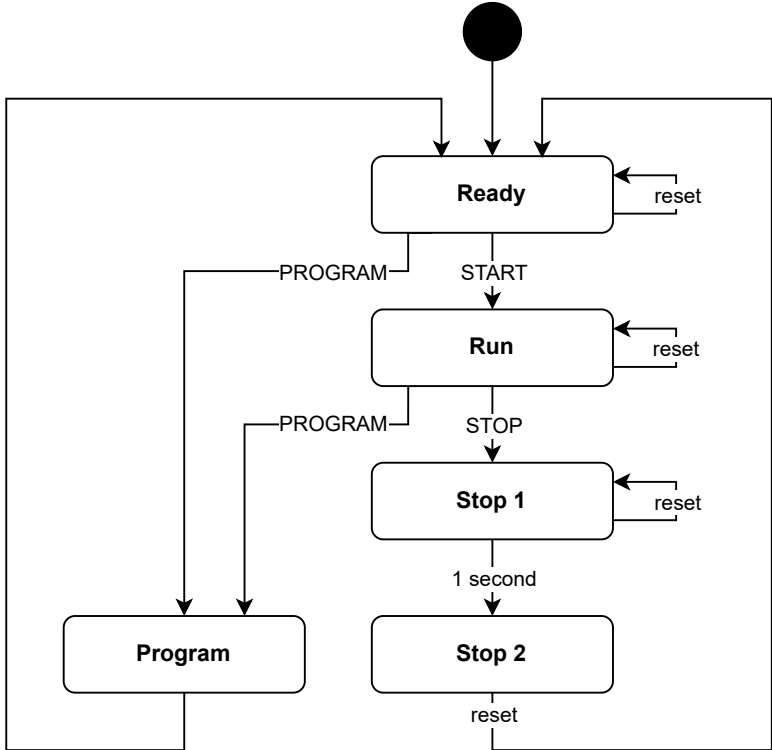 Ready
reset
PROGRAM
START
Run
reset
PROGRAM
STOP
Stop 1
reset
1 second
Program
Stop 2
reset